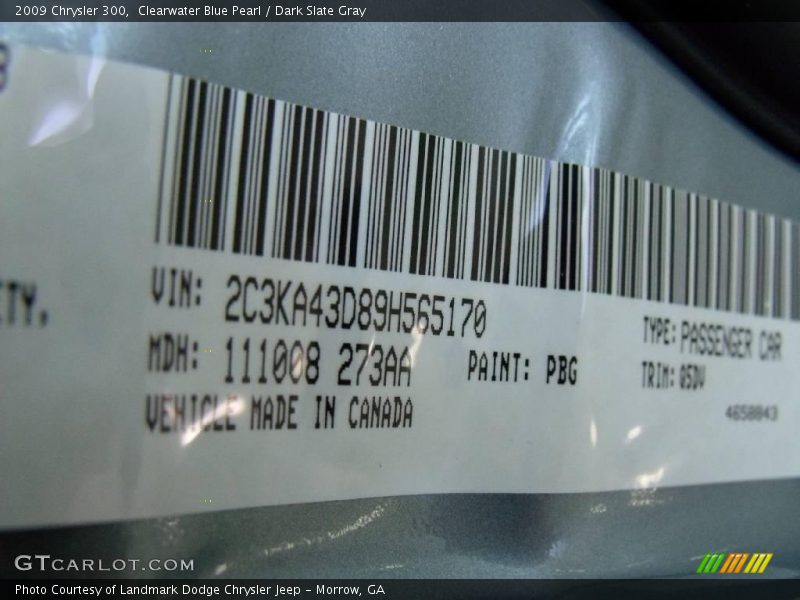 2009 Chrysler 300,  Clearwater Blue Pearl / Dark Slate Gray
ITY.
VIN: 2C3KA43D89H565170
MDH: 111008 273AA
PAINT: PBG
VEHICLE MADE IN CANADA
TYPE: PASSENGER CAR
TRIM: Q5DV
4658843
GTCARLOT.COM
Photo Courtesy of Landmark Dodge Chrysler Jeep – Morrow, GA